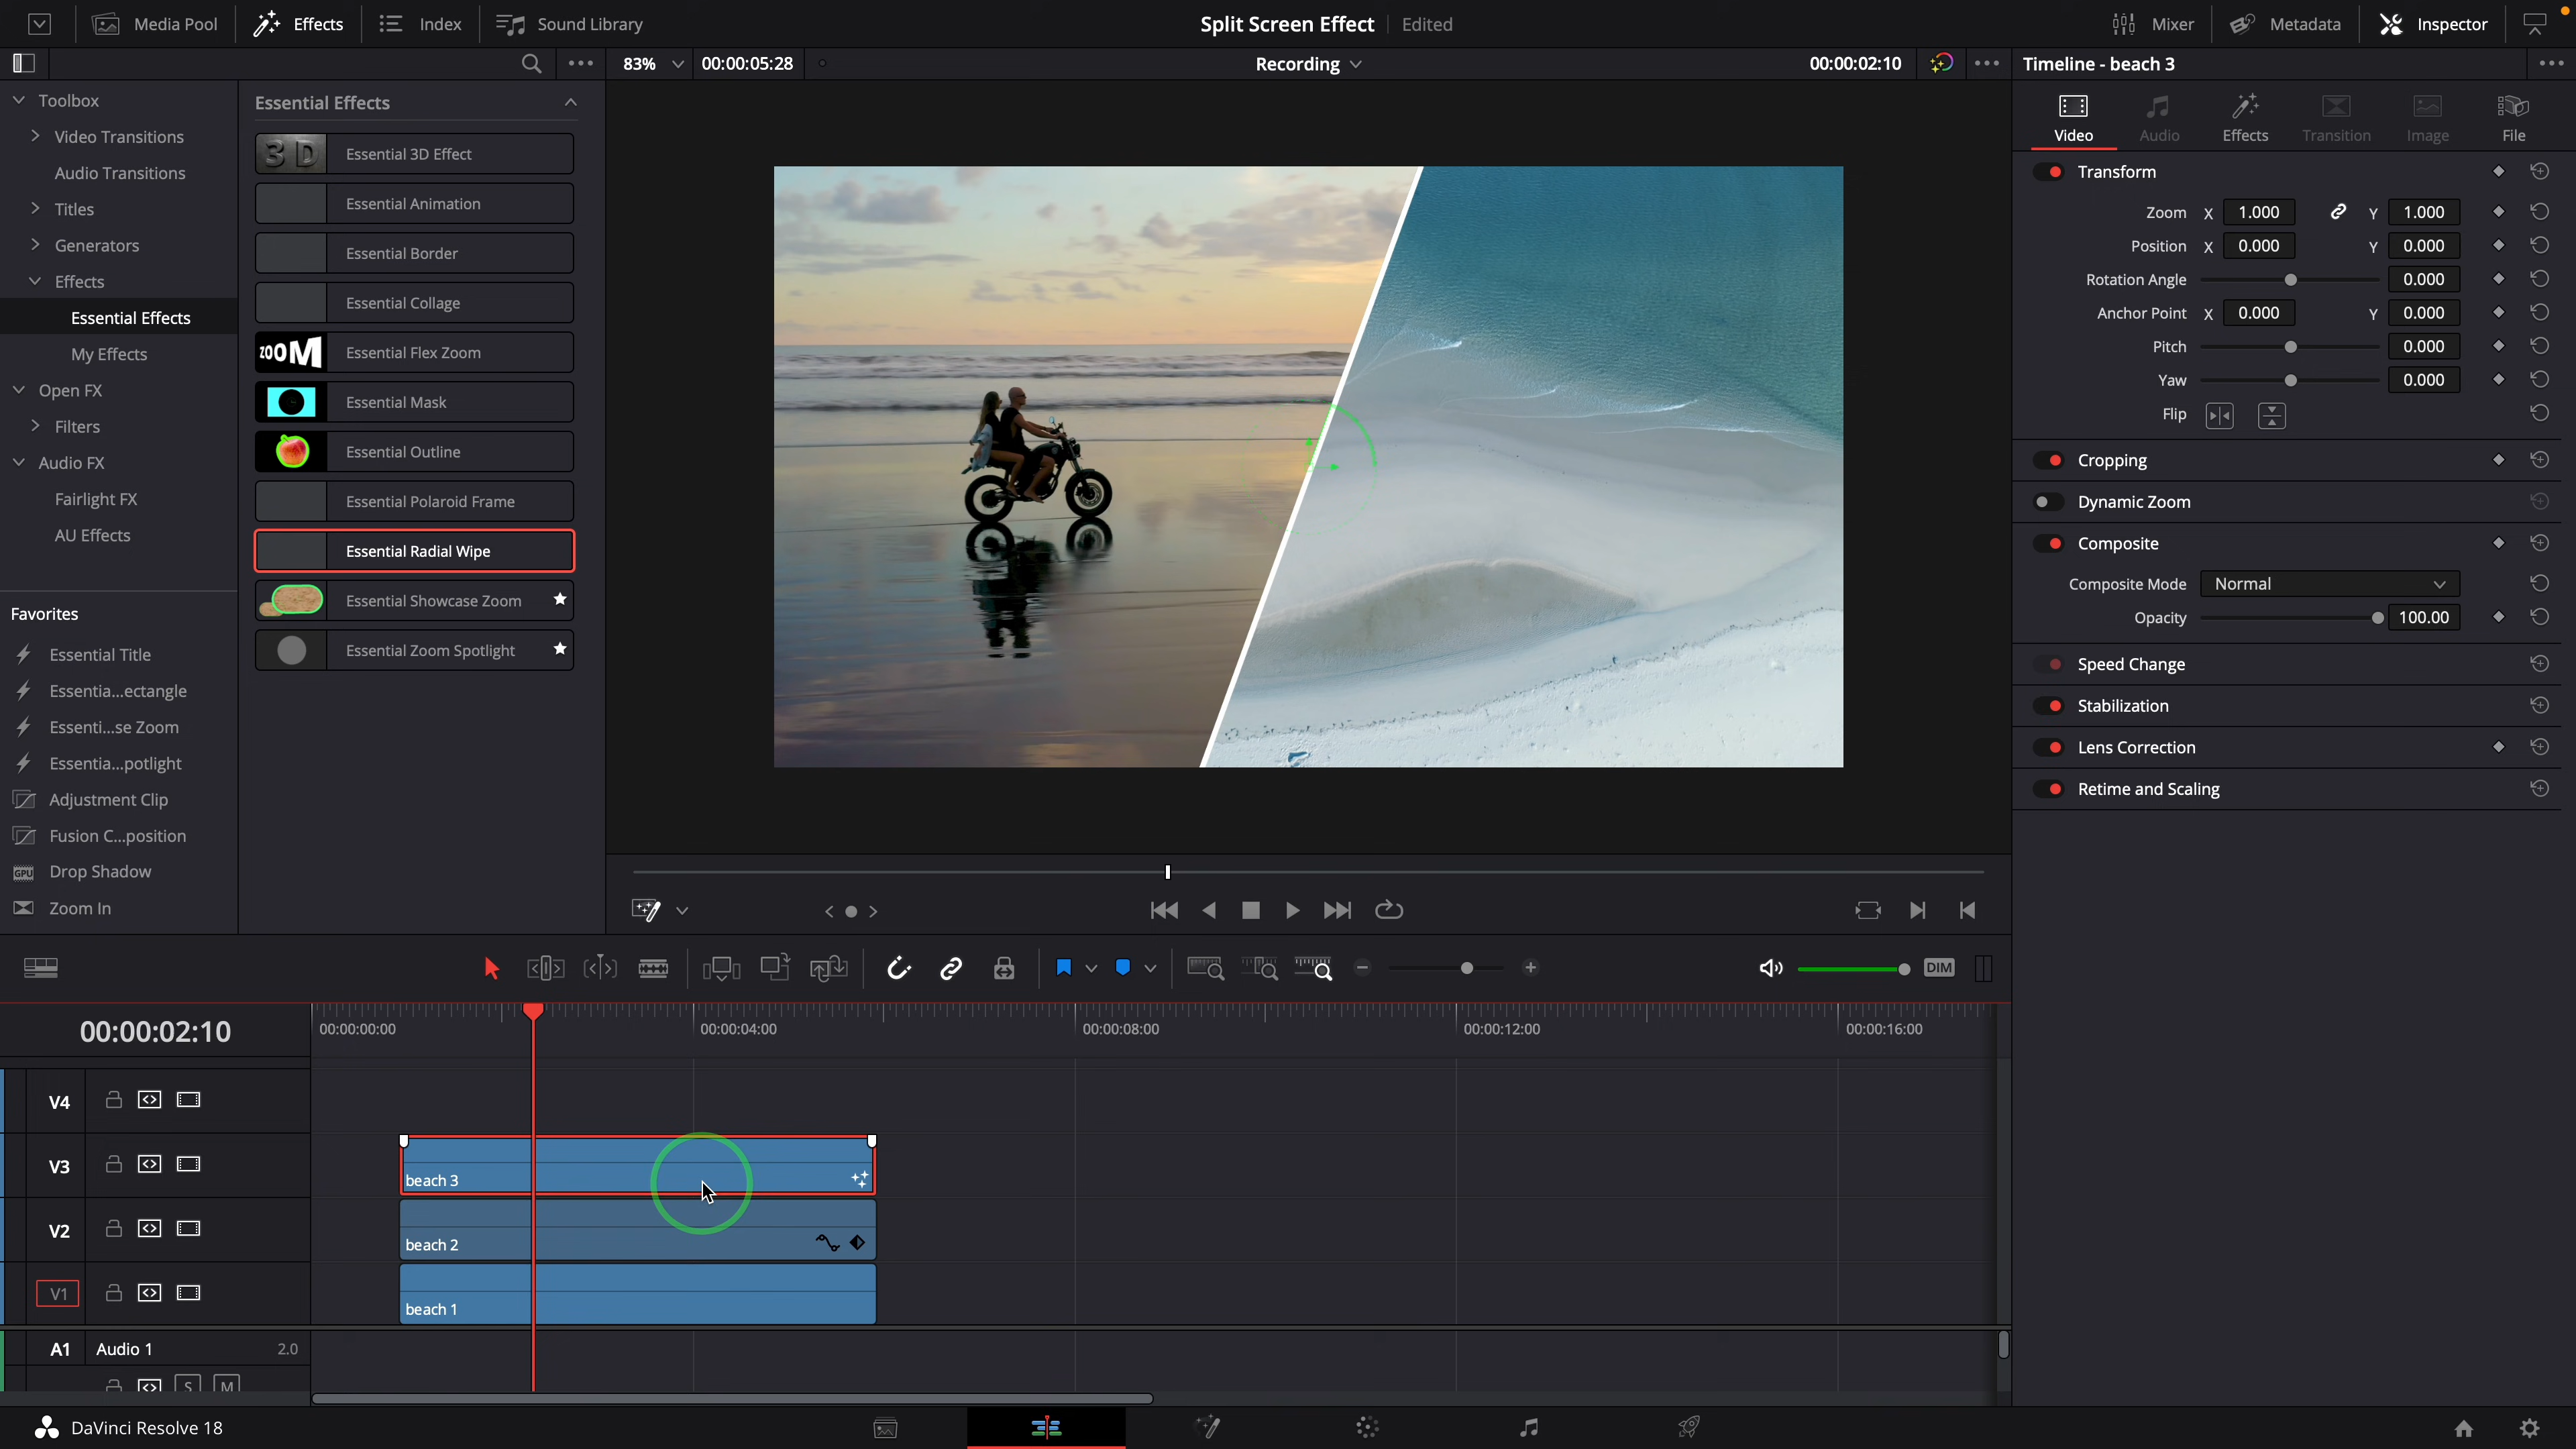 Media Pool
Effects
Index
Sound Library
Split Screen Effect
Edited
Mixer
Metadata
Inspector
83%
00:00:05:28
Recording
00:00:02:10
Timeline - beach 3
Toolbox
Video Transitions
Audio Transitions
Titles
Generators
Effects
Essential Effects
My Effects
Open FX
Filters
Audio FX
Fairlight FX
AU Effects
Favorites
Essential Title
Essentia...ectangle
Essenti...se Zoom
Essentia...potlight
Adjustment Clip
Fusion C...position
GPU Drop Shadow
Zoom In
Essential Effects
3 D Essential 3D Effect
Essential Animation
Essential Border
Essential Collage
ZOOM Essential Flex Zoom
Essential Mask
Essential Outline
Essential Polaroid Frame
Essential Radial Wipe
Essential Showcase Zoom
Essential Zoom Spotlight
Video
Audio
Effects
Transition
Image
File
Transform
Zoom X 1.000 Y 1.000
Position X 0.000 Y 0.000
Rotation Angle 0.000
Anchor Point X 0.000 Y 0.000
Pitch 0.000
Yaw 0.000
Flip
Cropping
Dynamic Zoom
Composite
Composite Mode Normal
Opacity 100.00
Speed Change
Stabilization
Lens Correction
Retime and Scaling
DIM
00:00:02:10
00:00:00:00
00:00:04:00
00:00:08:00
00:00:12:00
00:00:16:00
V4
V3
beach 3
V2
beach 2
V1
beach 1
A1 Audio 1 2.0
S M
DaVinci Resolve 18